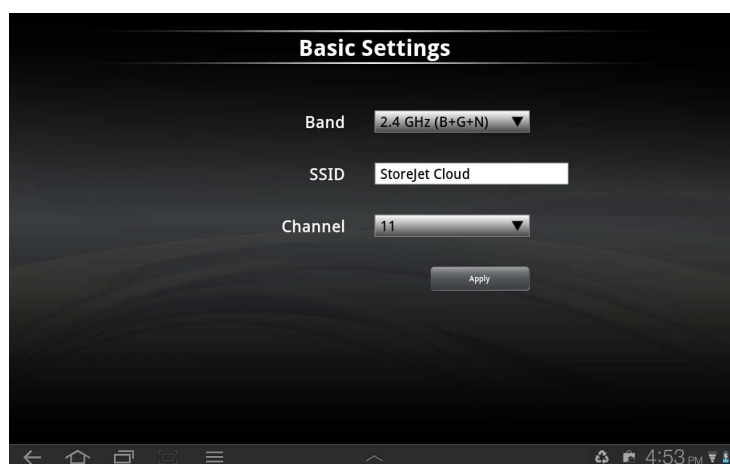 Basic Settings
Band 2.4 GHz (B+G+N)
SSID StoreJet Cloud
Channel 11
Apply
4:53 PM